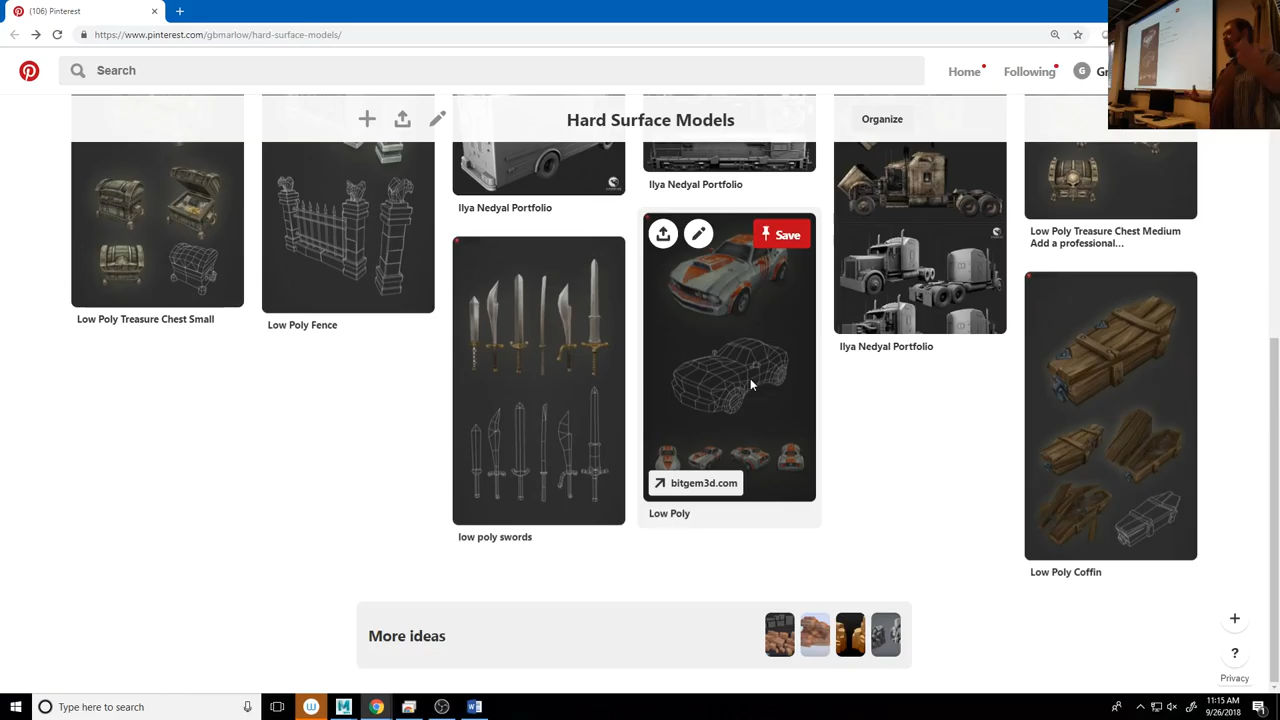 (106) Pinterest
https://www.pinterest.com/gbmarlow/hard-surface-models/
Search
Home
Following
G
Gr
Hard Surface Models
Organize
Ilya Nedyal Portfolio
Ilya Nedyal Portfolio
Save
Low Poly Treasure Chest Medium
Add a professional...
Low Poly Treasure Chest Small
Low Poly Fence
Ilya Nedyal Portfolio
bitgem3d.com
Low Poly
low poly swords
Low Poly Coffin
More ideas
Privacy
Type here to search
11:15 AM
9/26/2018